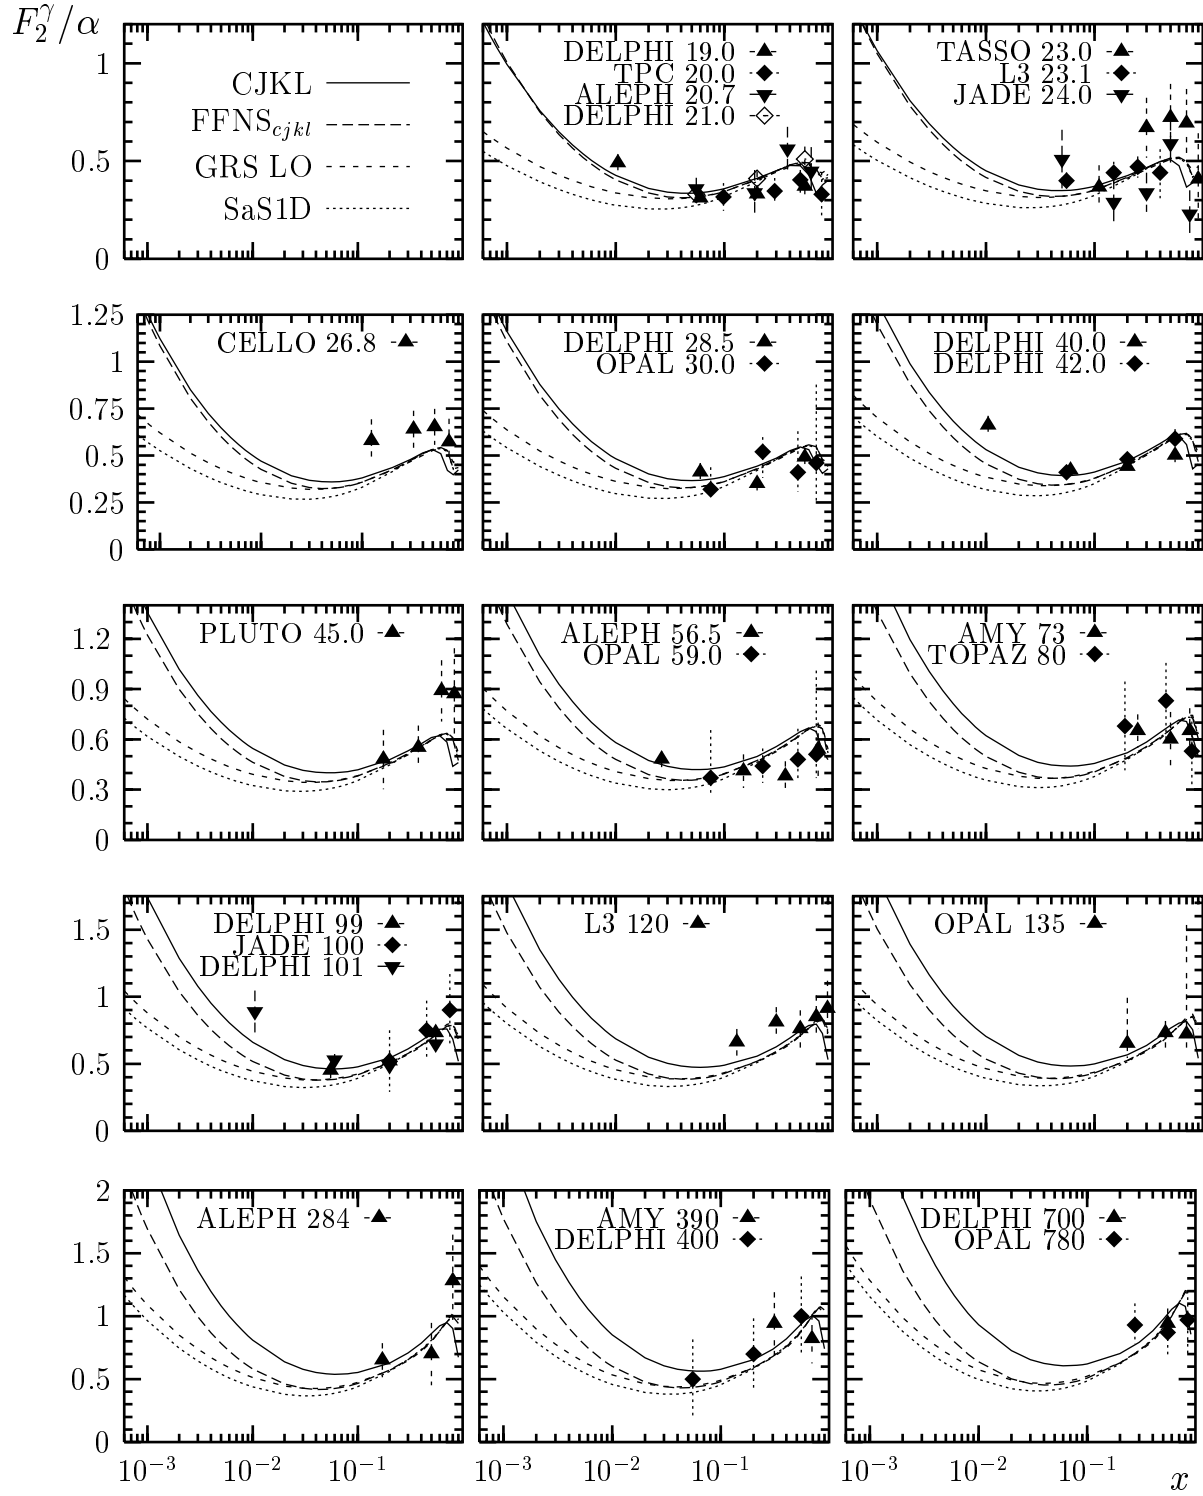 F_2^γ/α
1
0.5
0
CJKL
FFNS_cjkl
GRS LO
SaS1D
DELPHI 19.0
TPC 20.0
ALEPH 20.7
DELPHI 21.0
TASSO 23.0
L3 23.1
JADE 24.0
1.25
1
0.75
0.5
0.25
0
CELLO 26.8
DELPHI 28.5
OPAL 30.0
DELPHI 40.0
DELPHI 42.0
1.2
0.9
0.6
0.3
0
PLUTO 45.0
ALEPH 56.5
OPAL 59.0
AMY 73
TOPAZ 80
1.5
1
0.5
0
DELPHI 99
JADE 100
DELPHI 101
L3 120
OPAL 135
2
1.5
1
0.5
0
ALEPH 284
AMY 390
DELPHI 400
DELPHI 700
OPAL 780
10^−3 10^−2 10^−1 10^−3 10^−2 10^−1 10^−3 10^−2 10^−1 x